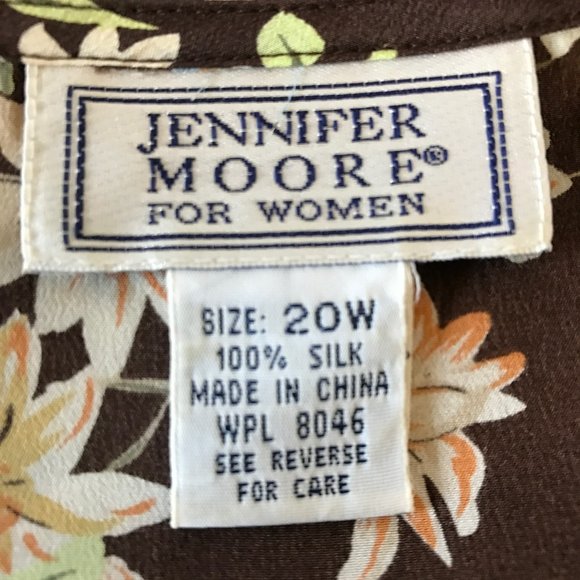 JENNIFER
MOORE®
FOR WOMEN
SIZE: 20W
100% SILK
MADE IN CHINA
WPL 8046
SEE REVERSE
FOR CARE